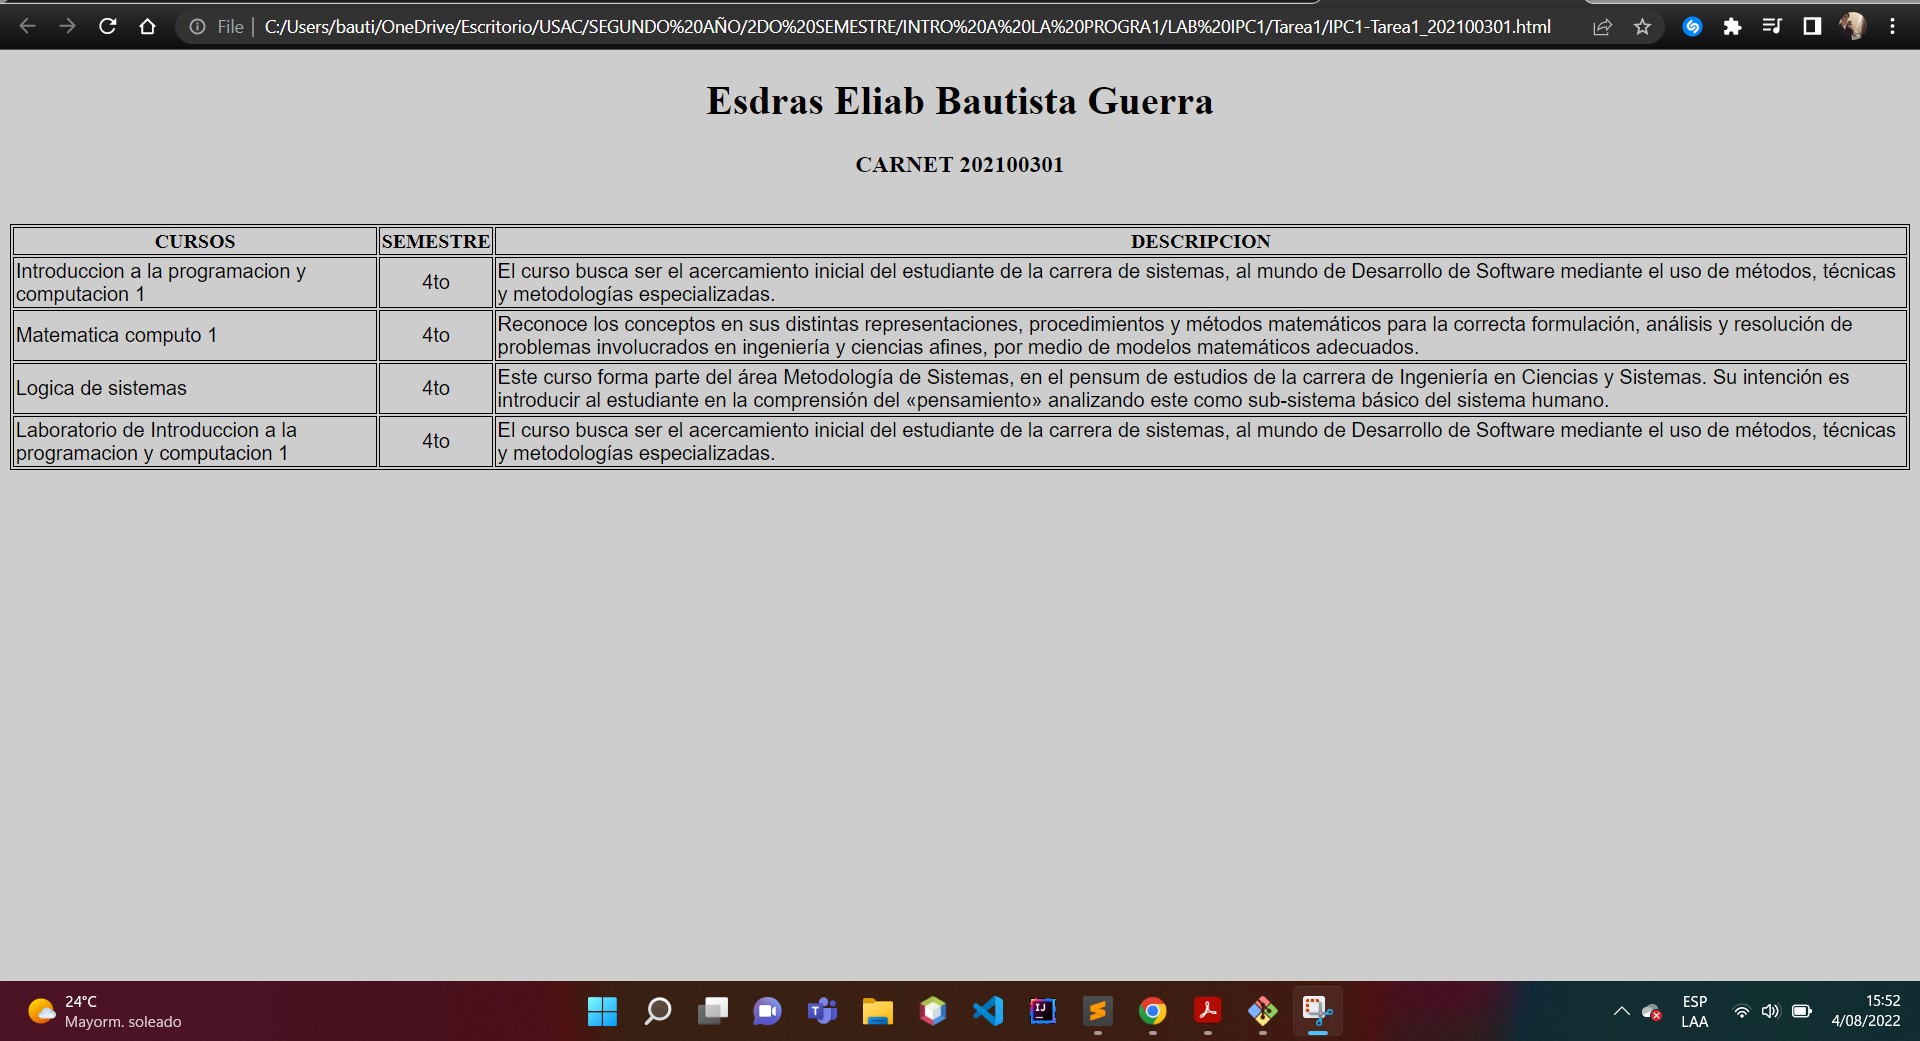 File
C:/Users/bauti/OneDrive/Escritorio/USAC/SEGUNDO%20AÑO/2DO%20SEMESTRE/INTRO%20A%20LA%20PROGRA1/LAB%20IPC1/Tarea1/IPC1-Tarea1_202100301.html
Esdras Eliab Bautista Guerra
CARNET 202100301
CURSOS SEMESTRE DESCRIPCION
Introduccion a la programacion y
computacion 1
4to
El curso busca ser el acercamiento inicial del estudiante de la carrera de sistemas, al mundo de Desarrollo de Software mediante el uso de métodos, técnicas
y metodologías especializadas.
Matematica computo 1
4to
Reconoce los conceptos en sus distintas representaciones, procedimientos y métodos matemáticos para la correcta formulación, análisis y resolución de
problemas involucrados en ingeniería y ciencias afines, por medio de modelos matemáticos adecuados.
Logica de sistemas
4to
Este curso forma parte del área Metodología de Sistemas, en el pensum de estudios de la carrera de Ingeniería en Ciencias y Sistemas. Su intención es
introducir al estudiante en la comprensión del «pensamiento» analizando este como sub-sistema básico del sistema humano.
Laboratorio de Introduccion a la
programacion y computacion 1
4to
El curso busca ser el acercamiento inicial del estudiante de la carrera de sistemas, al mundo de Desarrollo de Software mediante el uso de métodos, técnicas
y metodologías especializadas.
24°C
Mayorm. soleado
ESP
LAA
15:52
4/08/2022